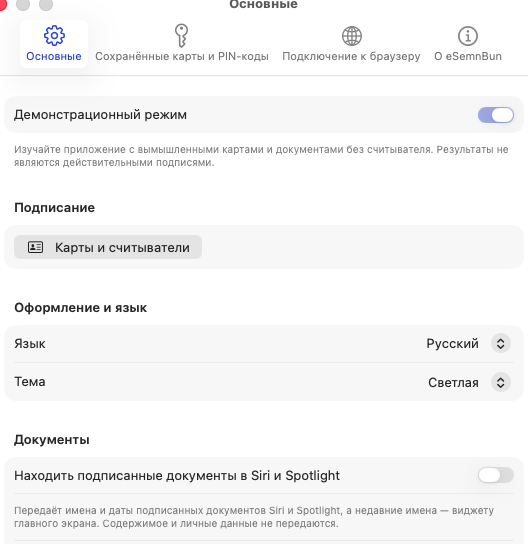 Основные
Основные
Сохранённые карты и PIN-коды
Подключение к браузеру
О eSemnBun
Демонстрационный режим
Изучайте приложение с вымышленными картами и документами без считывателя. Результаты не
являются действительными подписями.
Подписание
Карты и считыватели
Оформление и язык
Язык
Русский
Тема
Светлая
Документы
Находить подписанные документы в Siri и Spotlight
Передаёт имена и даты подписанных документов Siri и Spotlight, а недавние имена — виджету
главного экрана. Содержимое и личные данные не передаются.